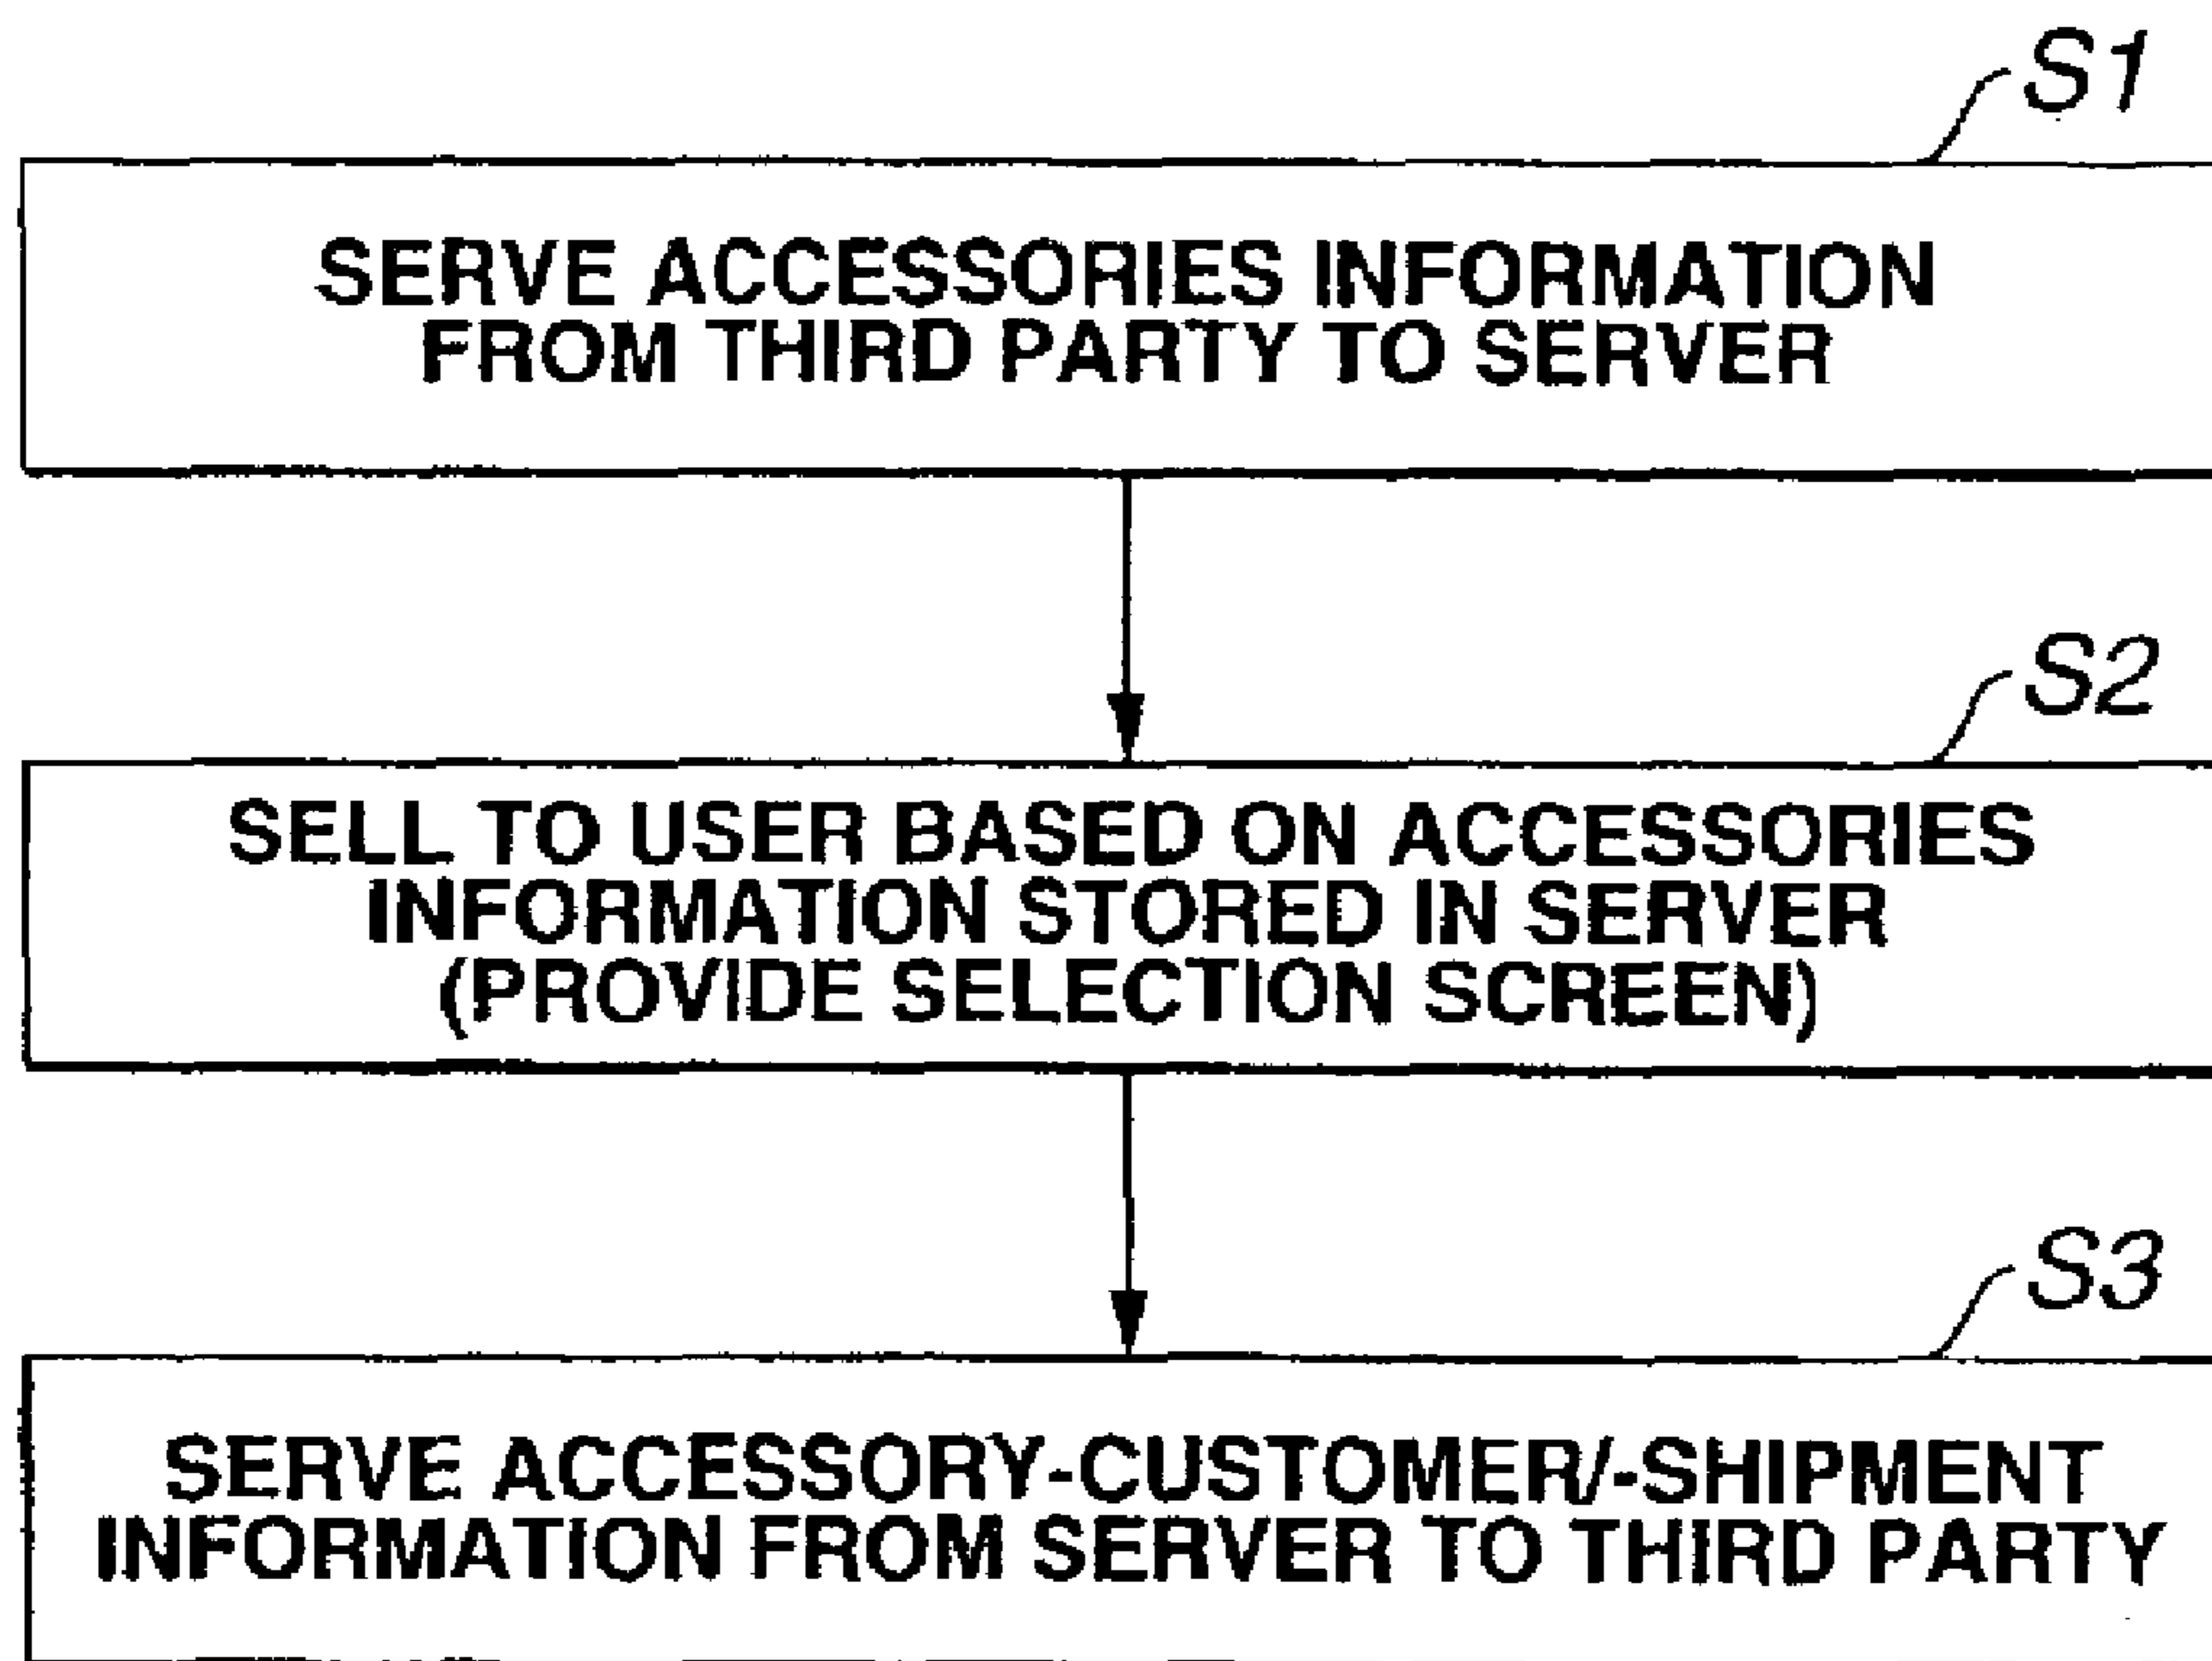 S1
SERVE ACCESSORIES INFORMATION
FROM THIRD PARTY TO SERVER
S2
SELL TO USER BASED ON ACCESSORIES
INFORMATION STORED IN SERVER
(PROVIDE SELECTION SCREEN)
S3
SERVE ACCESSORY-CUSTOMER/-SHIPMENT
INFORMATION FROM SERVER TO THIRD PARTY